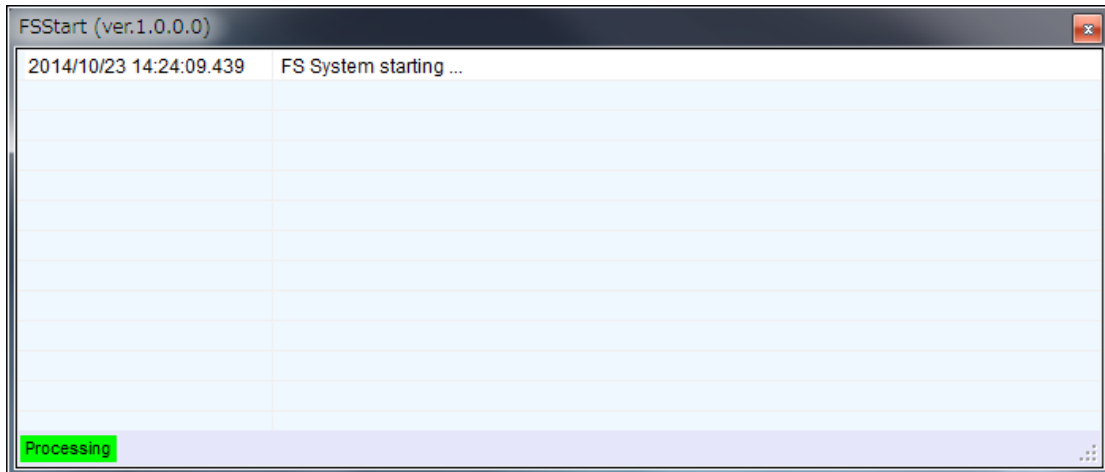 FSStart (ver.1.0.0.0)
2014/10/23 14:24:09.439 FS System starting ...
Processing